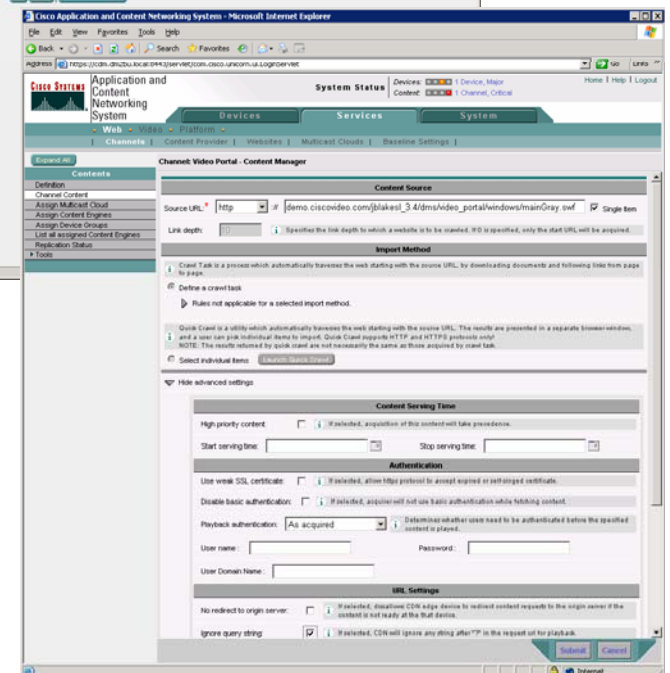 Cisco Application and Content Networking System - Microsoft Internet Explorer
File Edit View Favorites Tools Help
Back Search Favorites
Address https://cdm.dmzbu.local:8443/servlet/com.cisco.unicorn.ui.LoginServlet Go Links
CISCO SYSTEMS
Application and Content Networking System
System Status Devices: 1 Device, Major
Content: 1 Channel, Critical
Home | Help | Logout
Devices Services System
Web Video Platform
| Channels | Content Provider | Websites | Multicast Clouds | Baseline Settings |
Expand All
Contents
Definition
Channel Content
Assign Multicast Cloud
Assign Content Engines
Assign Device Groups
List all assigned Content Engines
Replication Status
Tools
Channel: Video Portal - Content Manager
Content Source
Source URL:* http :// demo.ciscovideo.com/jblakesl_3.4/dms/video_portal/windows/mainGray.swf Single item
Link depth: 10 Specifies the link depth to which a website is to be crawled. If 0 is specified, only the start URL will be acquired.
Import Method
Crawl Task is a process which automatically traverses the web starting with the source URL, by downloading documents and following links from page to page.
Define a crawl task
Rules not applicable for a selected import method.
Quick Crawl is a utility which automatically traverses the web starting with the source URL. The results are presented in a separate browser window, and a user can pick individual items to import. Quick Crawl supports HTTP and HTTPS protocols only!
NOTE: The results returned by quick crawl are not necessarily the same as those acquired by crawl task.
Select individual items Launch Quick Crawl
Hide advanced settings
Content Serving Time
High priority content: If selected, acquisition of this content will take precedence.
Start serving time: Stop serving time:
Authentication
Use weak SSL certificate: If selected, allow https protocol to accept expired or self-singed certificate.
Disable basic authentication: If selected, acquirer will not use basic authentication while fetching content.
Playback authentication: As acquired Determines whether users need to be authenticated before the specified content is played.
User name : Password :
User Domain Name :
URL Settings
No redirect to origin server: If selected, disallows CDN edge device to redirect content requests to the origin server if the content is not ready at the that device.
Ignore query string: If selected, CDN will ignore any string after "?" in the request url for playback.
Submit Cancel
Internet